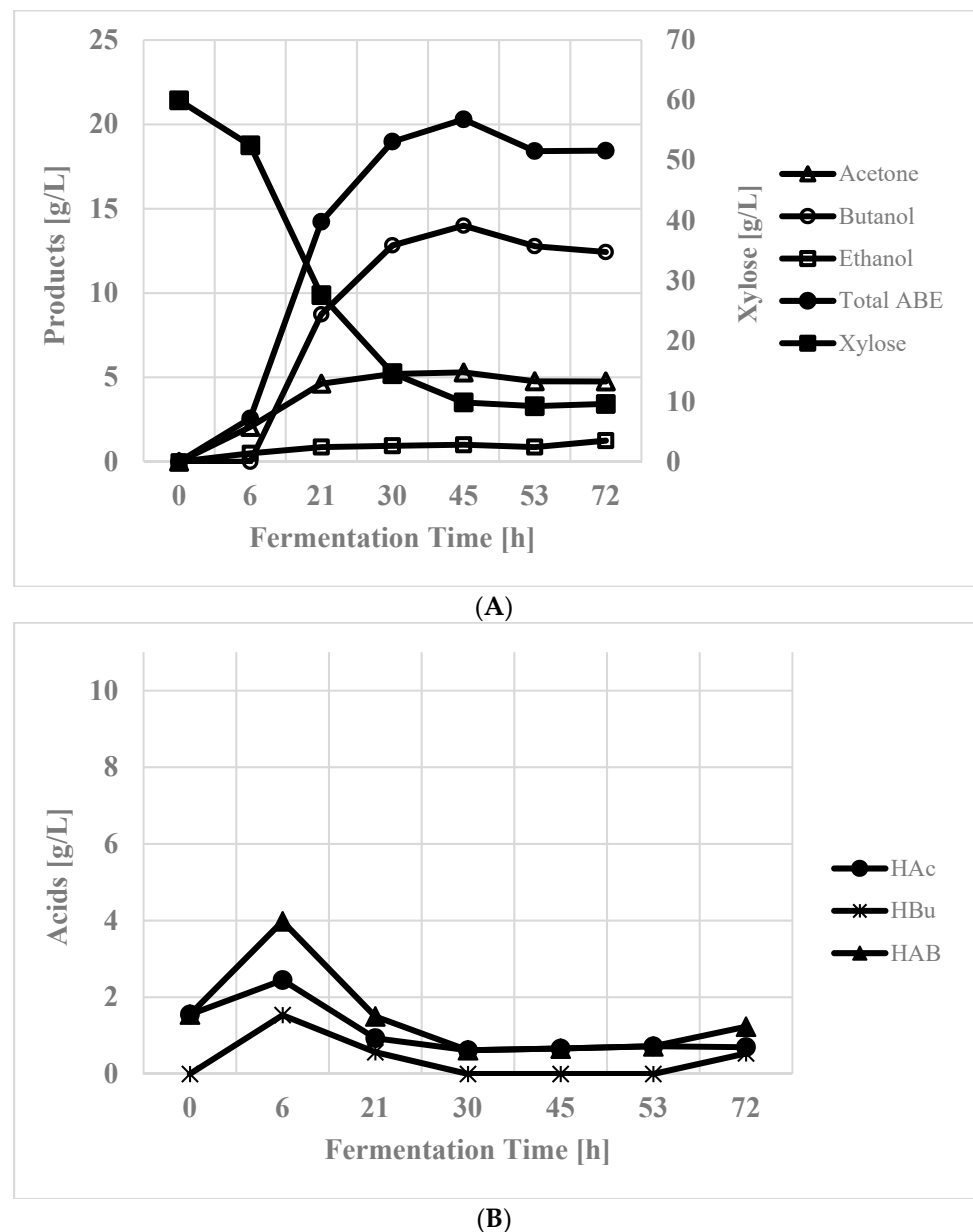 25
20
15
10
5
0
Products [g/L]
70
60
50
40
30
20
10
0
Xylose [g/L]
0 6 21 30 45 53 72
Fermentation Time [h]
Acetone
Butanol
Ethanol
Total ABE
Xylose
(A)
10
8
6
4
2
0
Acids [g/L]
0 6 21 30 45 53 72
Fermentation Time [h]
HAc
HBu
HAB
(B)